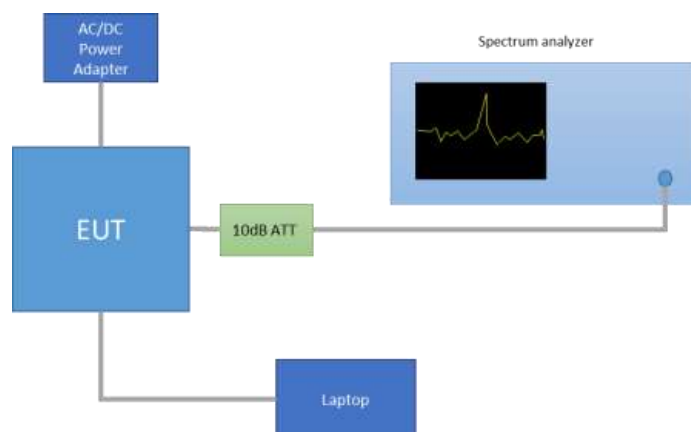 AC/DC
Power
Adapter
Spectrum analyzer
EUT
10dB ATT
Laptop